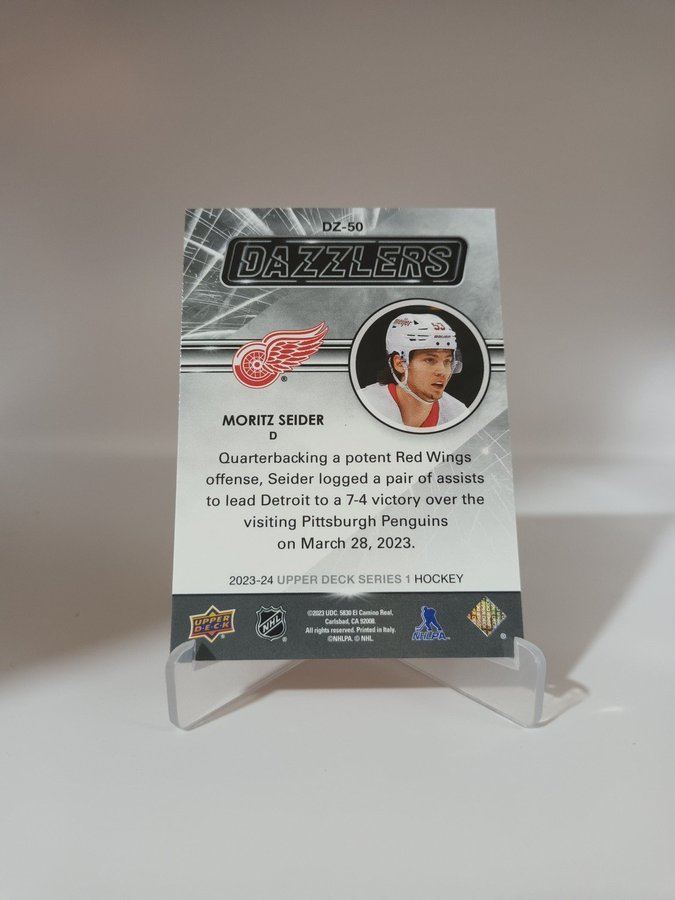 DZ-50
DAZZLERS
53
MORITZ SEIDER
D
Quarterbacking a potent Red Wings
offense, Seider logged a pair of assists
to lead Detroit to a 7-4 victory over the
visiting Pittsburgh Penguins
on March 28, 2023.
2023-24 UPPER DECK SERIES 1 HOCKEY
UPPER
D·E·C·K
NHL
©2023 UDC. 5830 El Camino Real,
Carlsbad, CA 92008.
All rights reserved. Printed in Italy.
©NHLPA. © NHL.
NHLPA
®
®